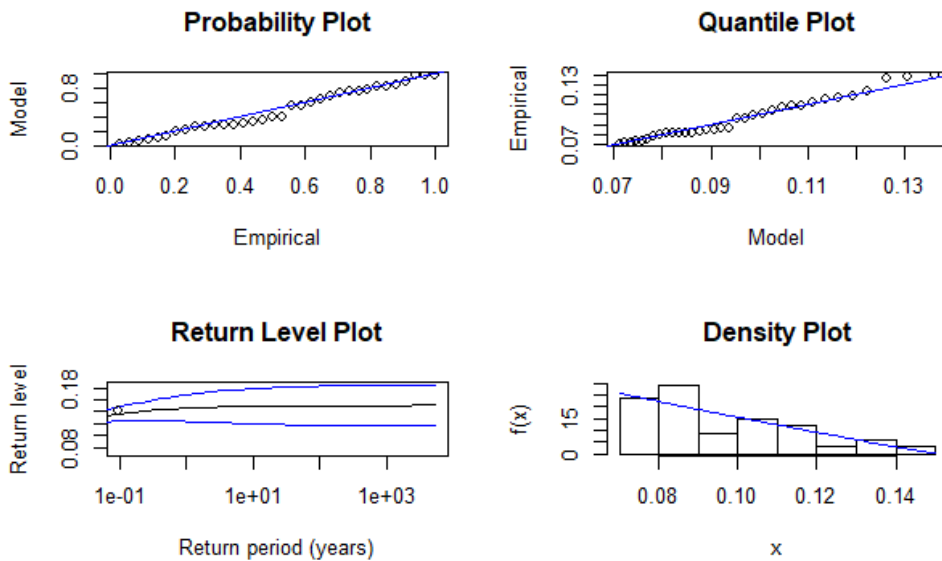 Probability Plot
Model
0.0 0.8
0.0 0.2 0.4 0.6 0.8 1.0
Empirical
Quantile Plot
Empirical
0.07 0.13
0.07 0.09 0.11 0.13
Model
Return Level Plot
Return level
0.08 0.18
1e-01 1e+01 1e+03
Return period (years)
Density Plot
f(x)
0 15
0.08 0.10 0.12 0.14
x